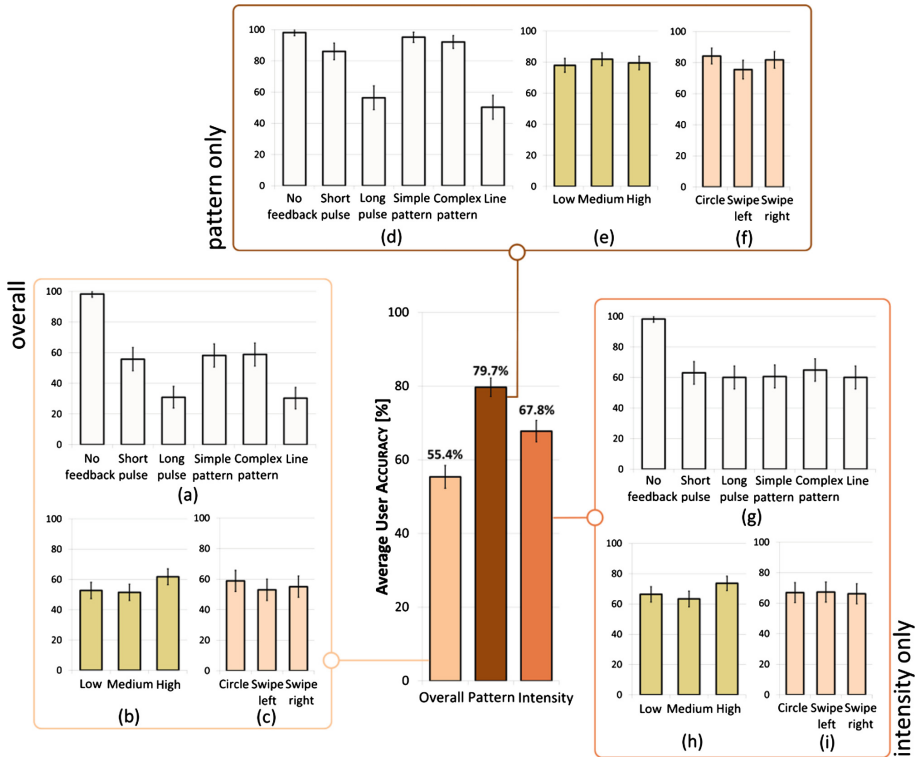 pattern only
100
80
60
40
20
0
No feedback
Short pulse
Long pulse
Simple pattern
Complex pattern
Line
(d)
100
80
60
40
20
0
Low Medium High
(e)
100
80
60
40
20
0
Circle
Swipe left
Swipe right
(f)
overall
100
80
60
40
20
0
No feedback
Short pulse
Long pulse
Simple pattern
Complex pattern
Line
(a)
100
80
60
40
20
0
Low Medium High
(b)
100
80
60
40
20
0
Circle
Swipe left
Swipe right
(c)
Average User ACCURACY [%]
100
80
60
40
20
0
55.4%
79.7%
67.8%
Overall Pattern Intensity
intensity only
100
80
60
40
20
0
No feedback
Short pulse
Long pulse
Simple pattern
Complex pattern
Line
(g)
100
80
60
40
20
0
Low Medium High
(h)
100
80
60
40
20
0
Circle
Swipe left
Swipe right
(i)